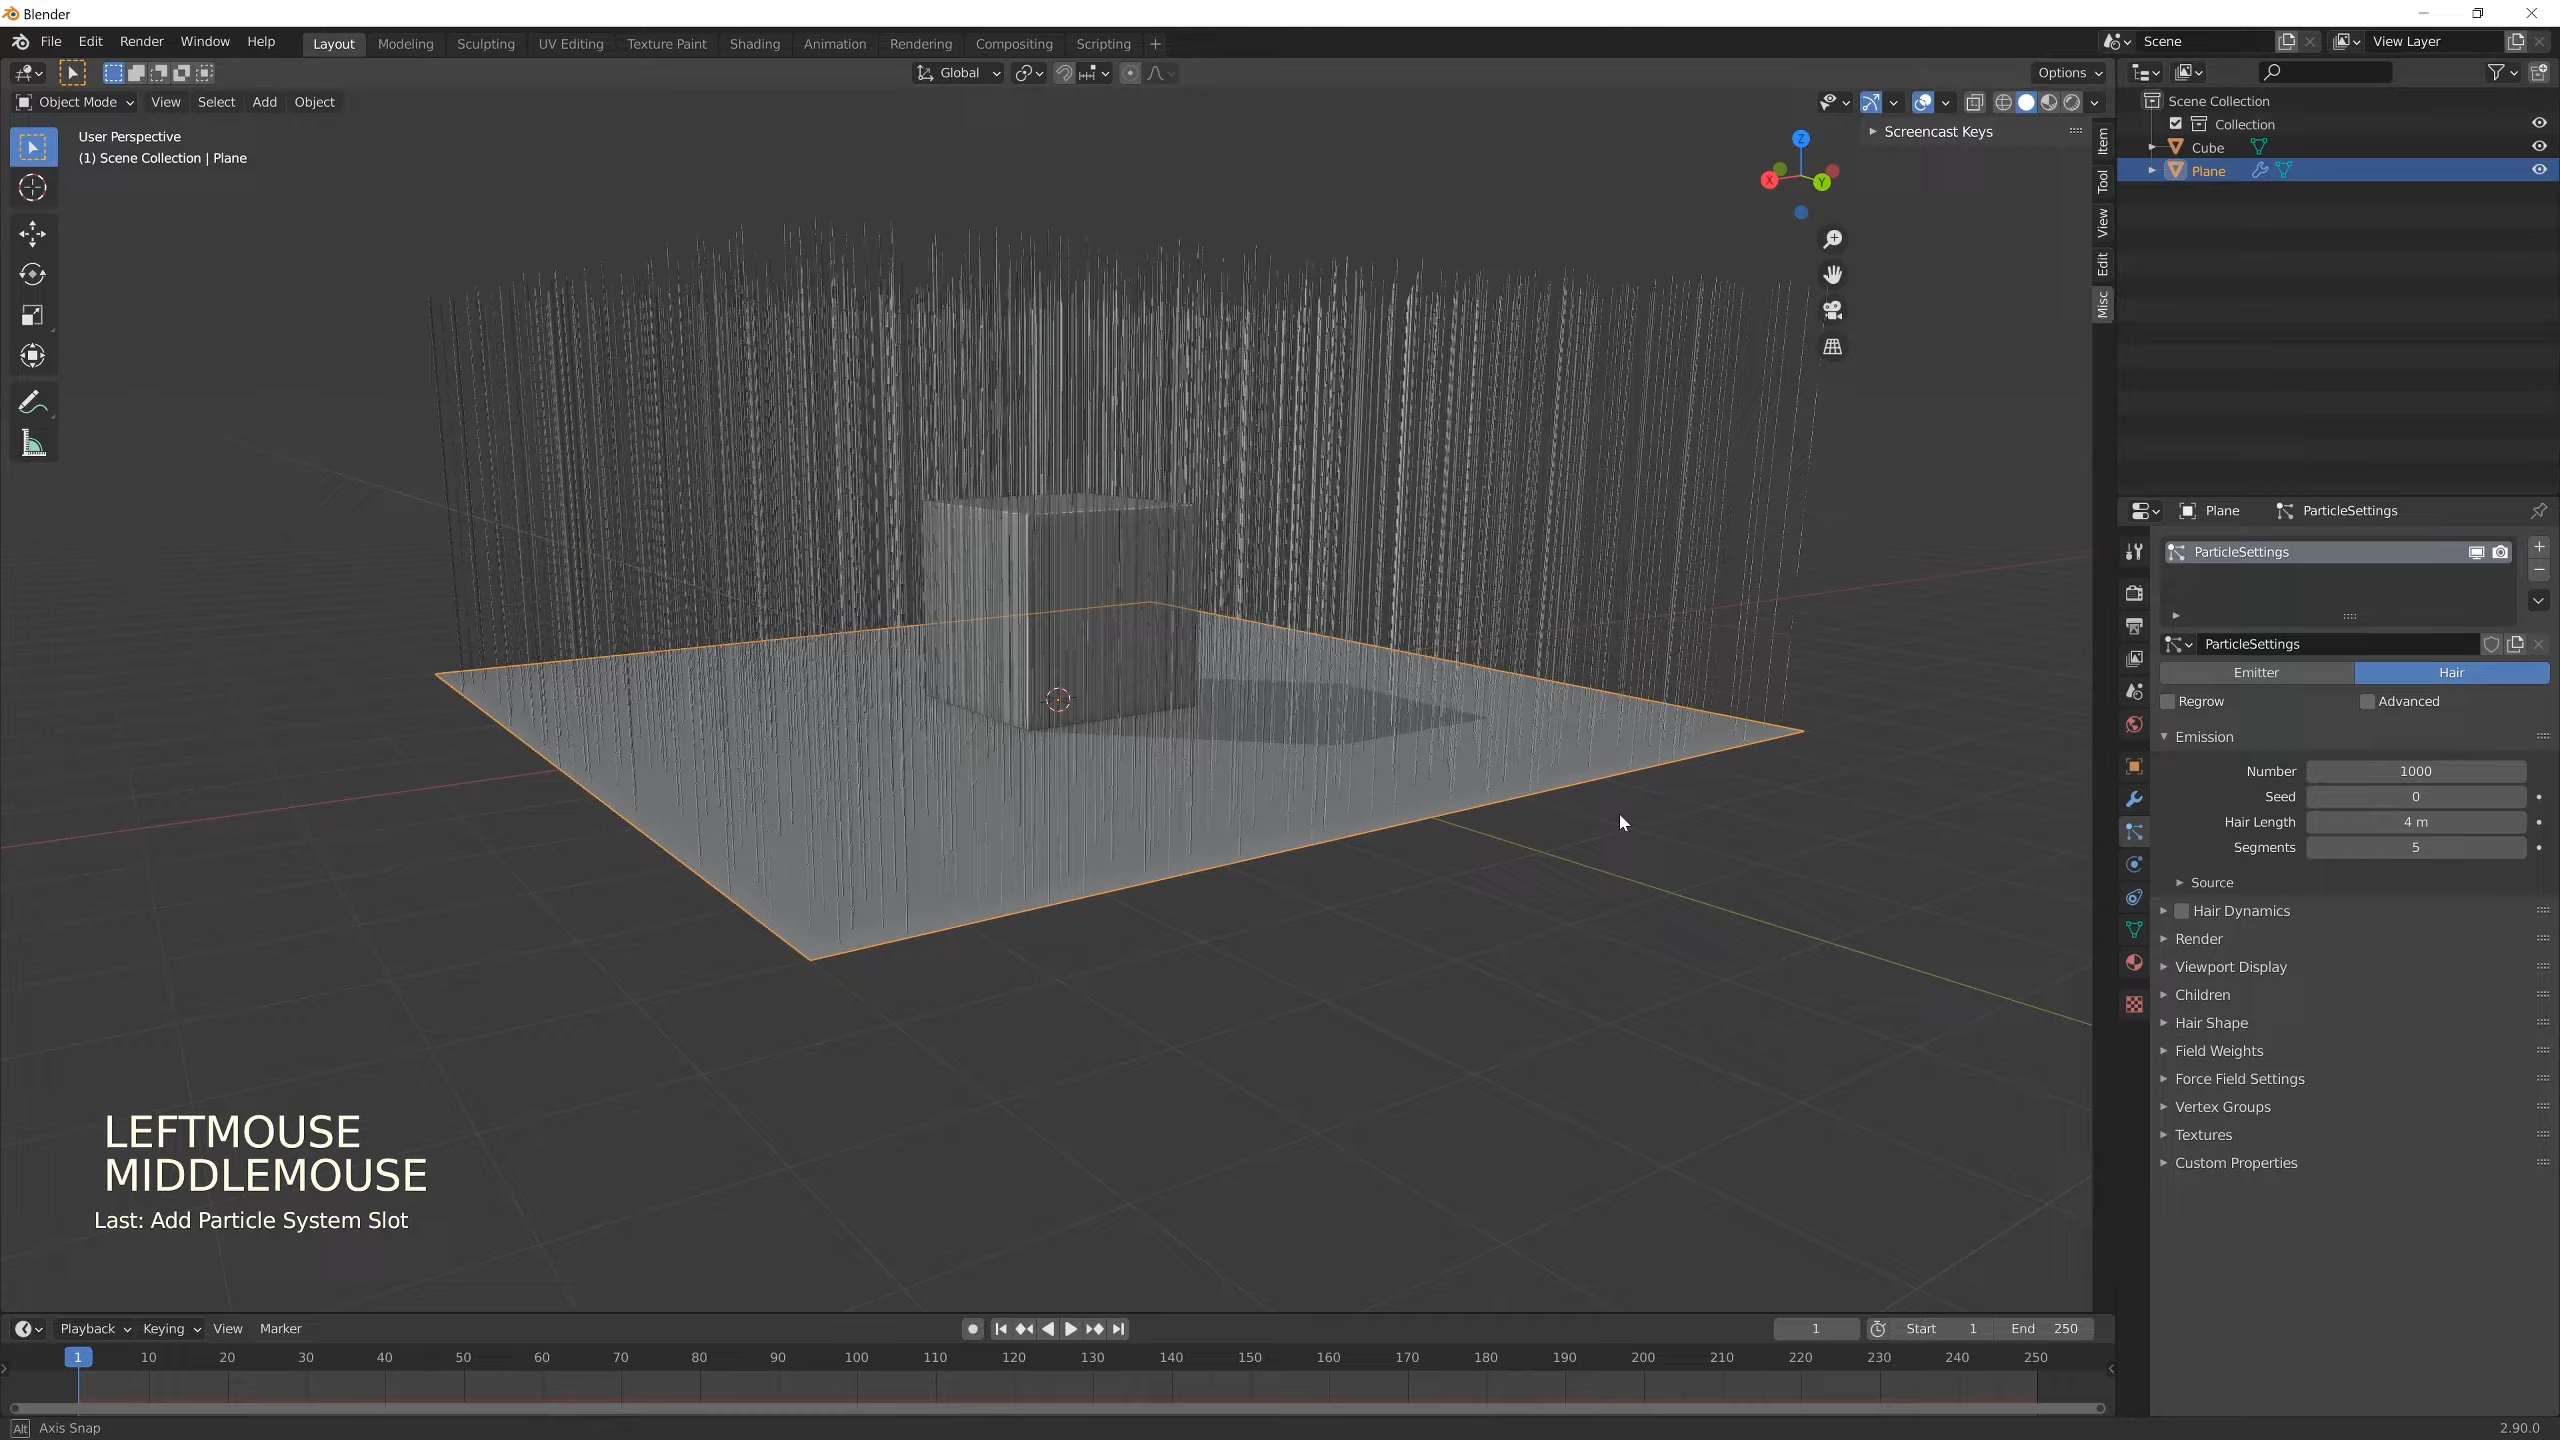 Blender
File Edit Render Window Help Layout Modeling Sculpting UV Editing Texture Paint Shading Animation Rendering Compositing Scripting + Scene View Layer
Global Options
Object Mode View Select Add Object
User Perspective
(1) Scene Collection | Plane
Screencast Keys
Z
X
Y
Item
Tool
View
Edit
Misc
Scene Collection
Collection
Cube
Plane
Plane ParticleSettings
ParticleSettings
ParticleSettings
Emitter Hair
Regrow Advanced
Emission
Number 1000
Seed 0
Hair Length 4 m
Segments 5
Source
Hair Dynamics
Render
Viewport Display
Children
Hair Shape
Field Weights
Force Field Settings
Vertex Groups
Textures
Custom Properties
LEFTMOUSE
MIDDLEMOUSE
Last: Add Particle System Slot
Playback Keying View Marker 1 Start 1 End 250
1 10 20 30 40 50 60 70 80 90 100 110 120 130 140 150 160 170 180 190 200 210 220 230 240 250
Alt Axis Snap 2.90.0